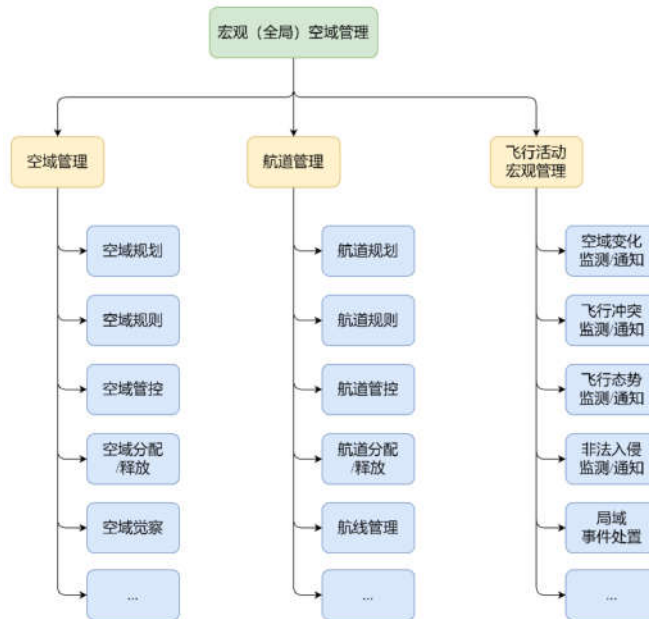 宏观（全局）空域管理
空域管理
空域规划
空域规则
空域管控
空域分配
/释放
空域觉察
...
航道管理
航道规划
航道规则
航道管控
航道分配
/释放
航线管理
...
飞行活动
宏观管理
空域变化
监测/通知
飞行冲突
监测/通知
飞行态势
监测/通知
非法入侵
监测/通知
局域
事件处置
...